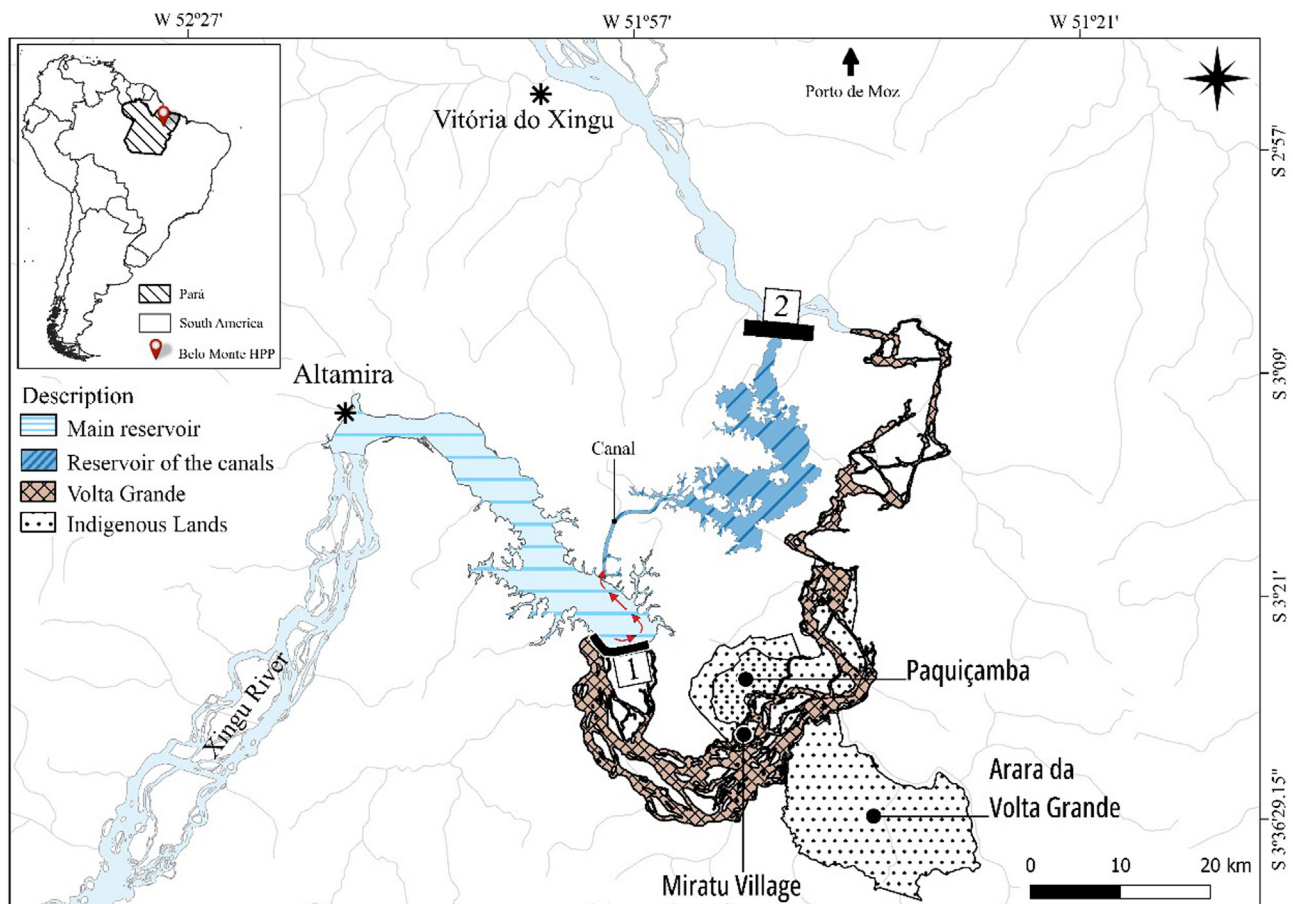 W 52º27'
W 51º57'
W 51º21'
Porto de Moz
Vitória do Xingu
S 2º57'
Pará
South America
Belo Monte HPP
2
Altamira
S 3º09'
Description
Main reservoir
Reservoir of the canals
Volta Grande
Indigenous Lands
Canal
S 3º21'
1
Paquiçamba
Xingu River
Arara da
Volta Grande
S 3º36'29.15"
Miratu Village
0 10 20 km